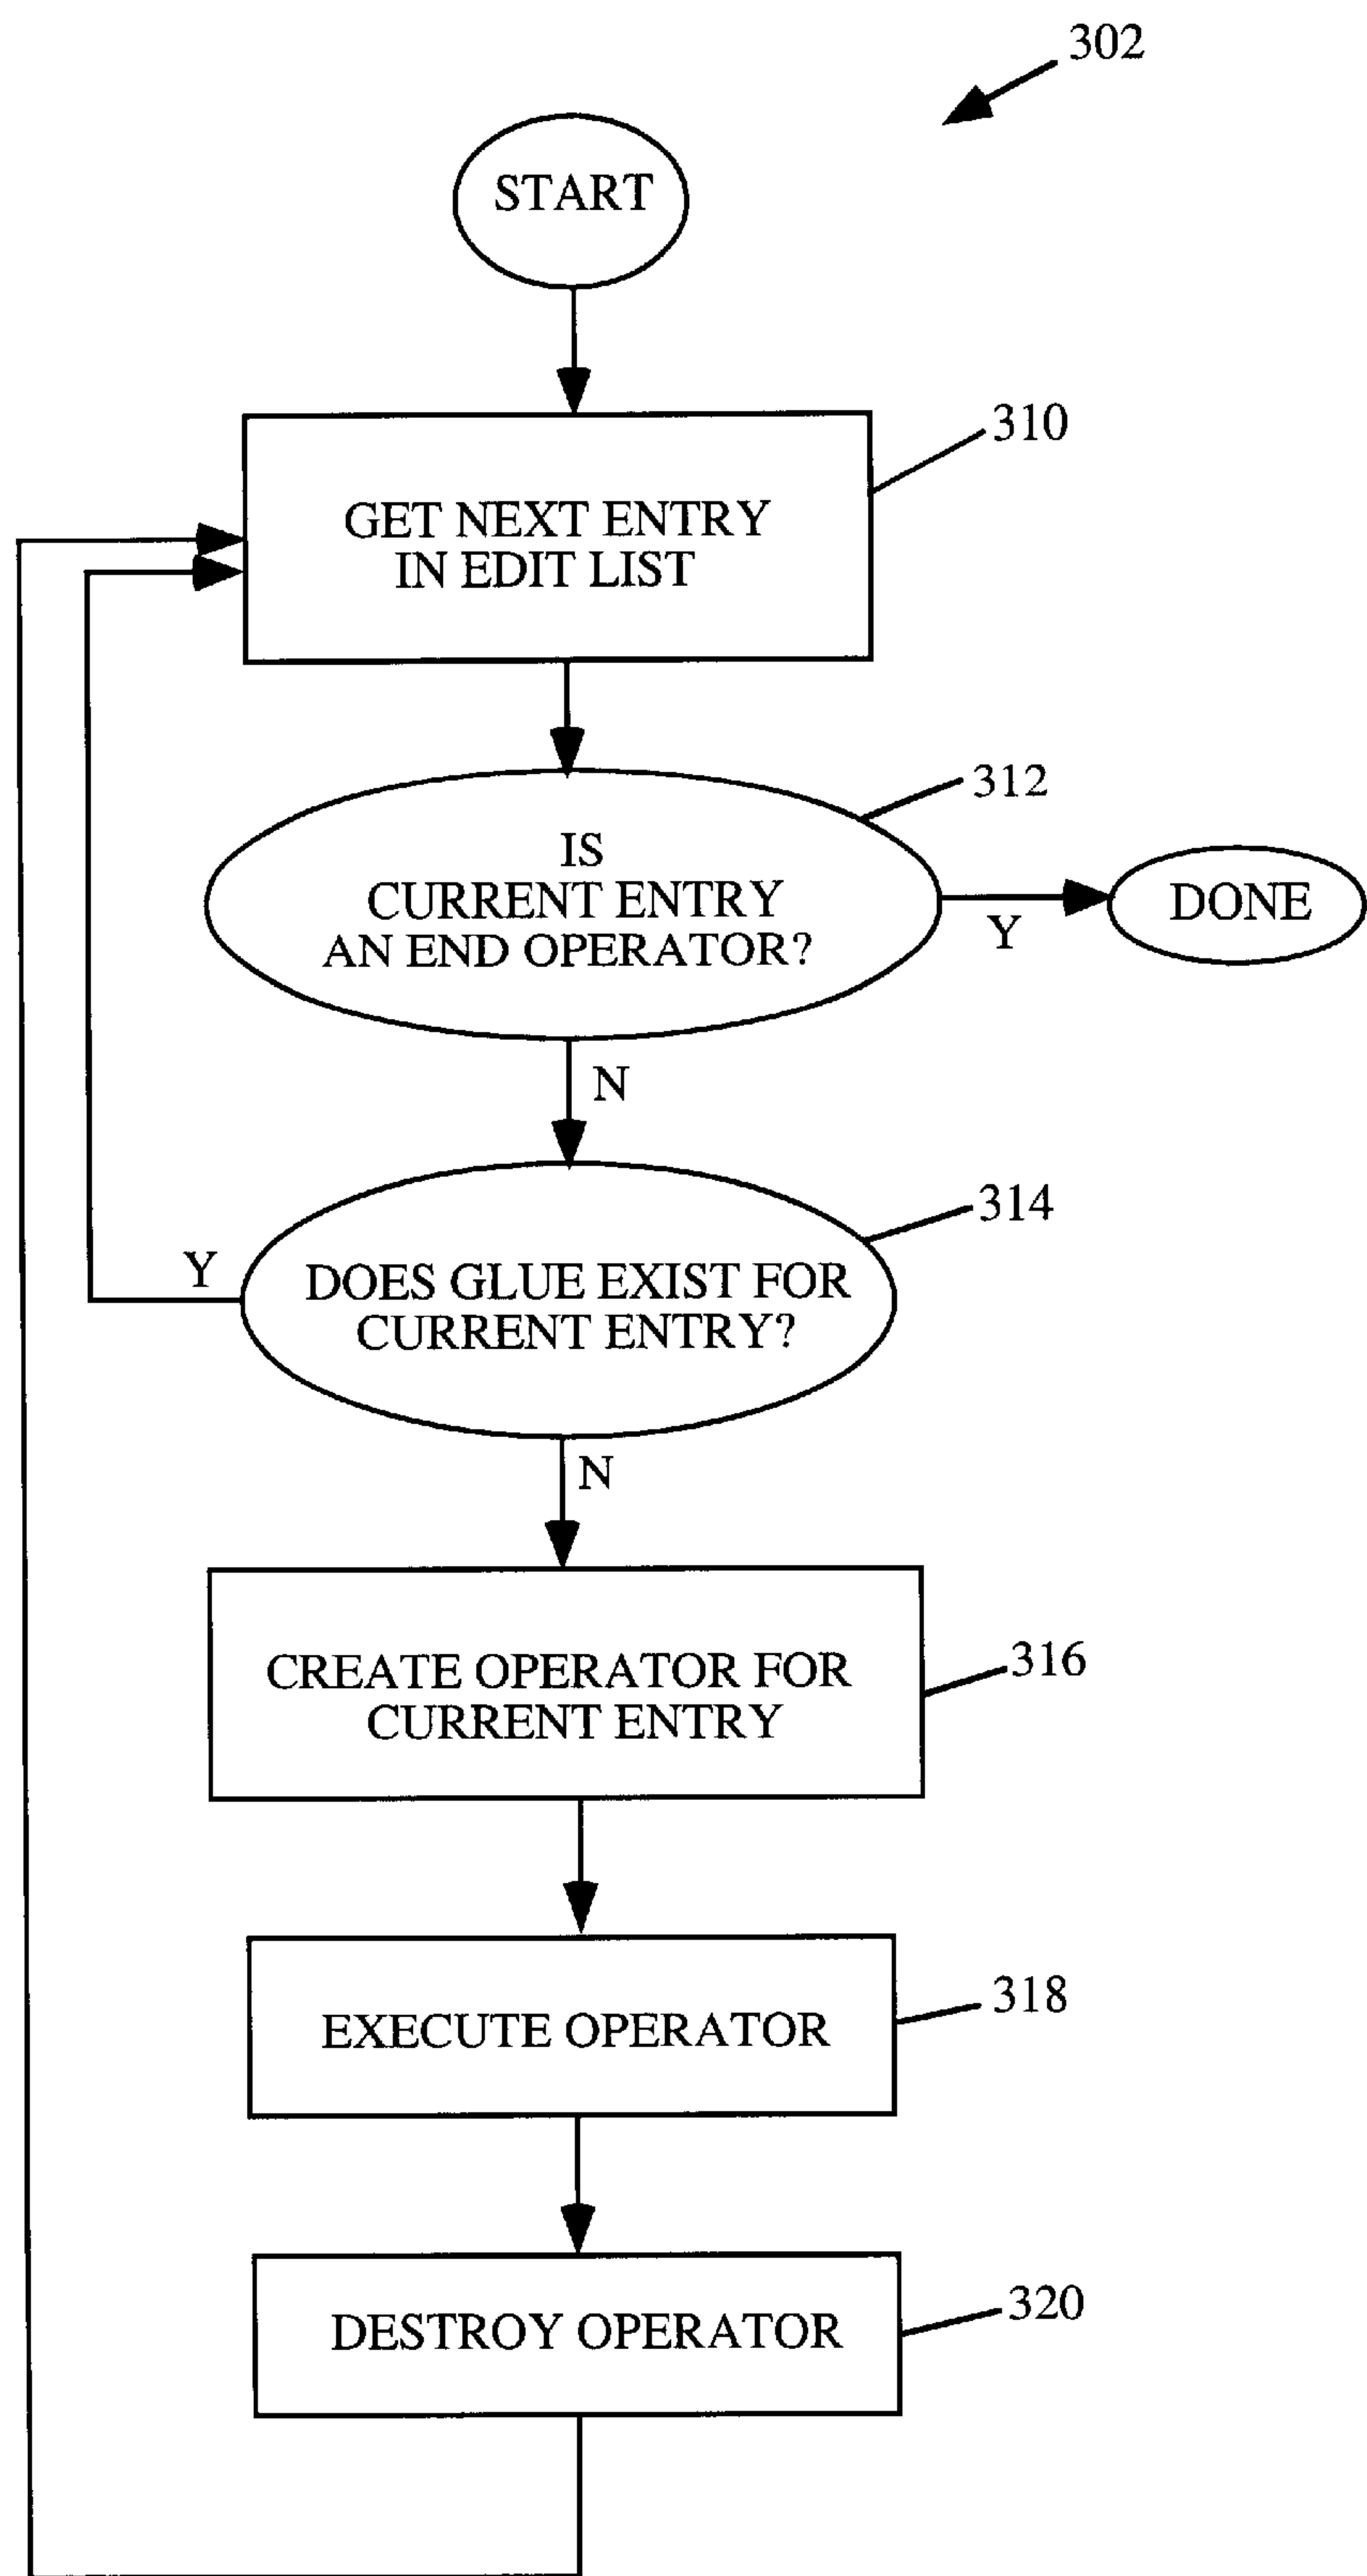 302
START
310
GET NEXT ENTRY
IN EDIT LIST
312
IS
CURRENT ENTRY
AN END OPERATOR?
Y
DONE
N
314
Y
DOES GLUE EXIST FOR
CURRENT ENTRY?
N
CREATE OPERATOR FOR
CURRENT ENTRY
316
EXECUTE OPERATOR
318
DESTROY OPERATOR
320